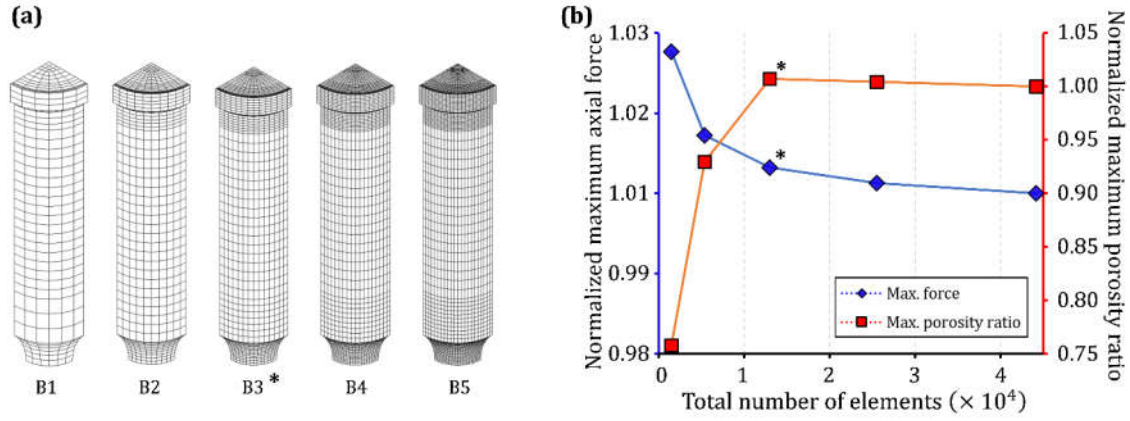 (a)
B1
B2
B3 *
B4
B5
(b)
Normalized maximum axial force
1.03
1.02
1.01
0.99
0.98
*
*
Max. force
Max. porosity ratio
1.05
1.00
0.95
0.90
0.85
0.80
0.75
Normalized maximum porosity ratio
0
1
2
3
4
Total number of elements (× 10⁴)